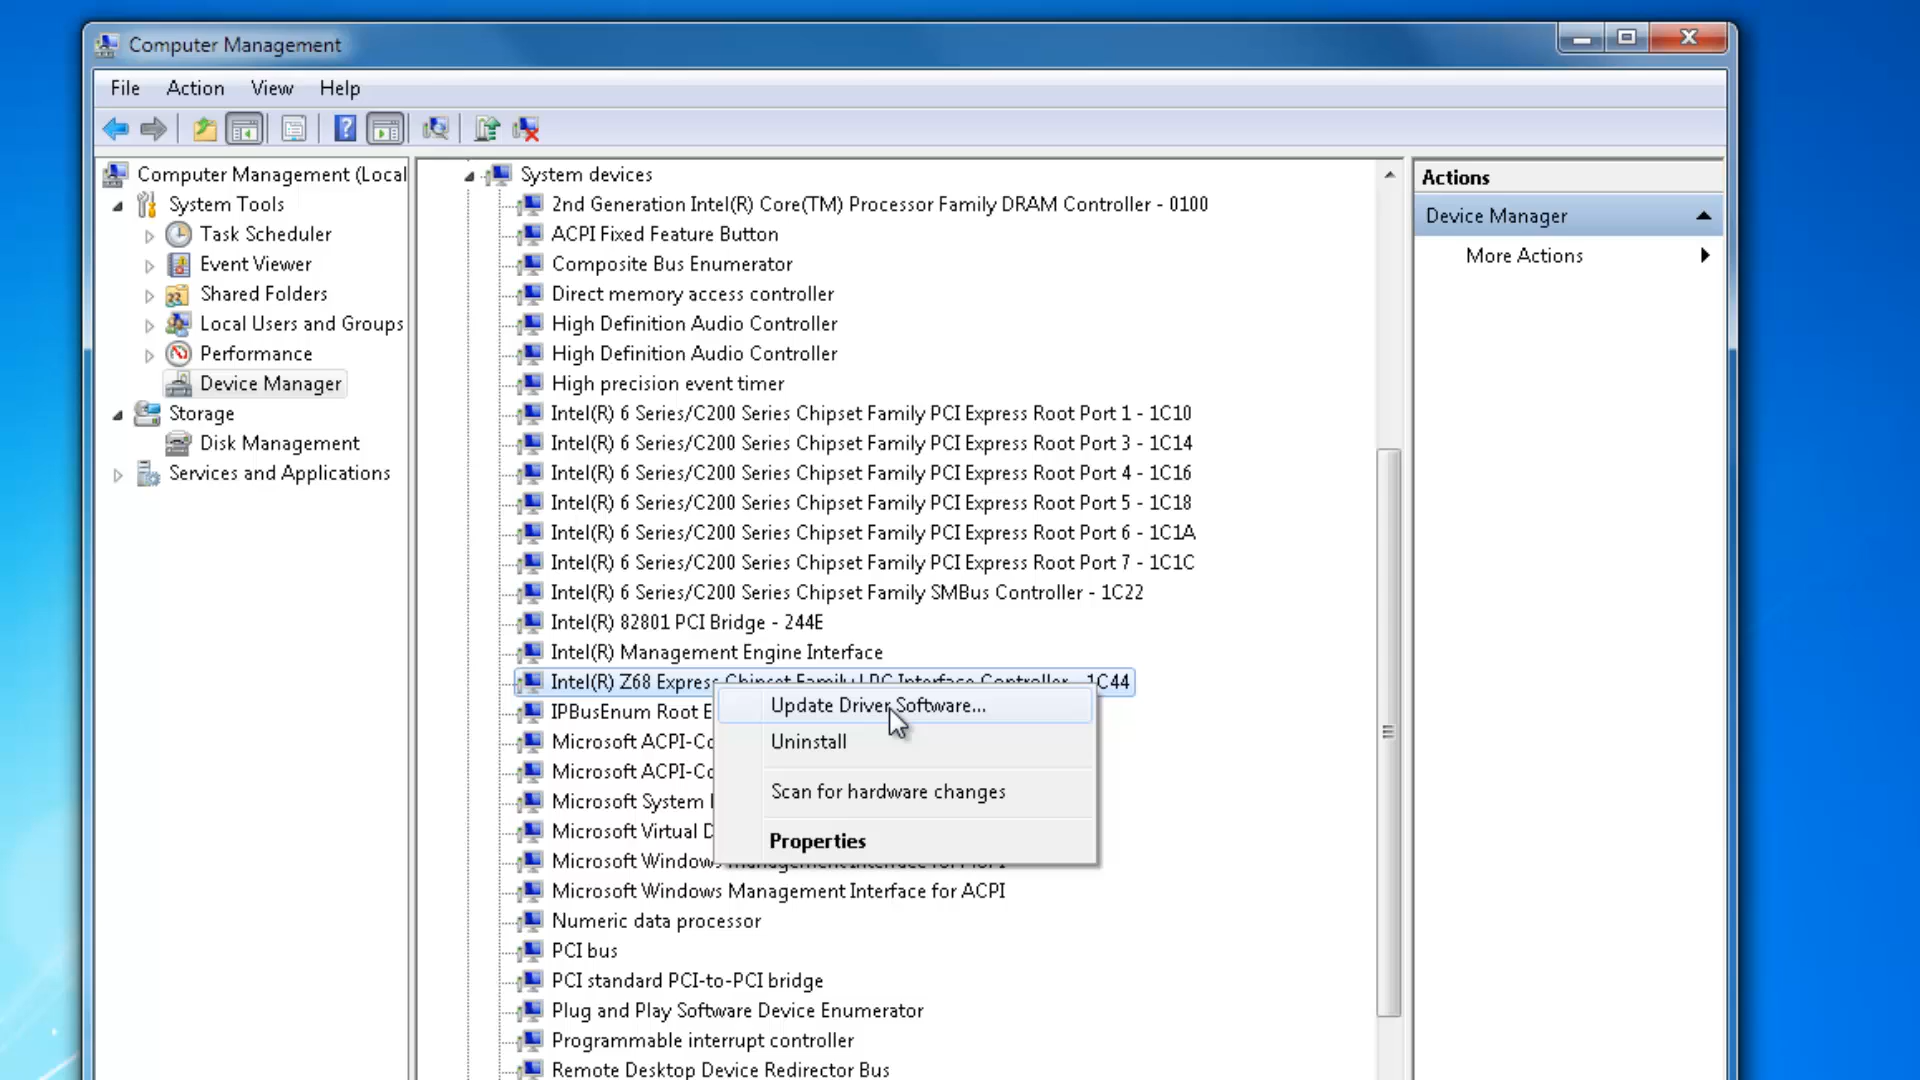 Computer Management
File Action View Help
Computer Management (Local
System Tools
Task Scheduler
Event Viewer
Shared Folders
Local Users and Groups
Performance
Device Manager
Storage
Disk Management
Services and Applications
System devices
2nd Generation Intel(R) Core(TM) Processor Family DRAM Controller - 0100
ACPI Fixed Feature Button
Composite Bus Enumerator
Direct memory access controller
High Definition Audio Controller
High Definition Audio Controller
High precision event timer
Intel(R) 6 Series/C200 Series Chipset Family PCI Express Root Port 1 - 1C10
Intel(R) 6 Series/C200 Series Chipset Family PCI Express Root Port 3 - 1C14
Intel(R) 6 Series/C200 Series Chipset Family PCI Express Root Port 4 - 1C16
Intel(R) 6 Series/C200 Series Chipset Family PCI Express Root Port 5 - 1C18
Intel(R) 6 Series/C200 Series Chipset Family PCI Express Root Port 6 - 1C1A
Intel(R) 6 Series/C200 Series Chipset Family PCI Express Root Port 7 - 1C1C
Intel(R) 6 Series/C200 Series Chipset Family SMBus Controller - 1C22
Intel(R) 82801 PCI Bridge - 244E
Intel(R) Management Engine Interface
Intel(R) Z68 Express Chipset Family LPC Interface Controller - 1C44
IPBusEnum Root E
Microsoft ACPI-Co
Microsoft ACPI-Co
Microsoft System
Microsoft Virtual D
Microsoft Windows Management Interface for ACPI
Microsoft Windows Management Interface for ACPI
Numeric data processor
PCI bus
PCI standard PCI-to-PCI bridge
Plug and Play Software Device Enumerator
Programmable interrupt controller
Remote Desktop Device Redirector Bus
Update Driver Software...
Uninstall
Scan for hardware changes
Properties
Actions
Device Manager
More Actions